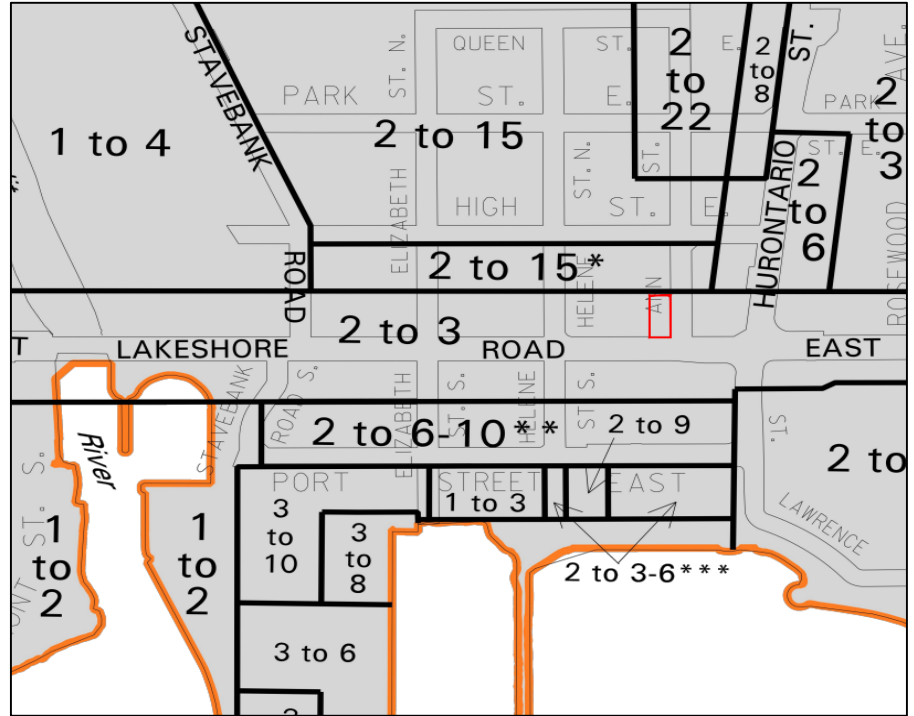 STAVEBANK
ST. N.
QUEEN ST. E.
2 to 22
2 to 8
ST.
AVE.
PARK ST. E.
2 to 15
1 to 4
PARK ST. E.
2 to 3
ST. N.
ST.
HURONTARIO
2 to 6
ELIZABETH
HIGH ST. E.
ROSEWOOD
ROAD
2 to 15*
HELENE
ANN
2 to 3
T
LAKESHORE ROAD EAST
STAVEBANK
ROAD S.
ELIZABETH
ST. S.
HELENE
ST. S.
2 to 6-10**
2 to 9
ST.
2 to
River
PORT STREET EAST
ST. S.
1 to 3
3 to 10
3 to 8
LAWRENCE
1 to 2
1 to 2
2 to 3-6***
3 to 6